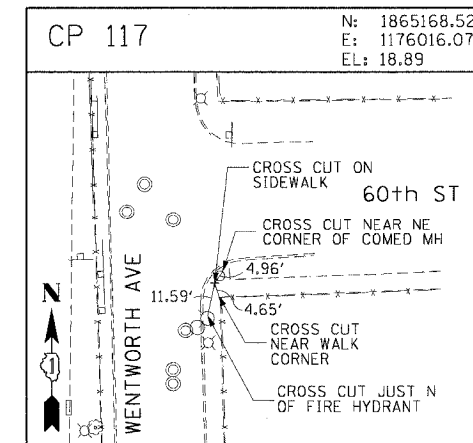 CP 117
N: 1865168.52
E: 1176016.07
EL: 18.89
CROSS CUT ON
SIDEWALK
60th ST
CROSS CUT NEAR NE
CORNER OF COMED MH
4.96'
11.59'
4.65'
N
1
WENTWORTH AVE
CROSS CUT
NEAR WALK
CORNER
CROSS CUT JUST N
OF FIRE HYDRANT